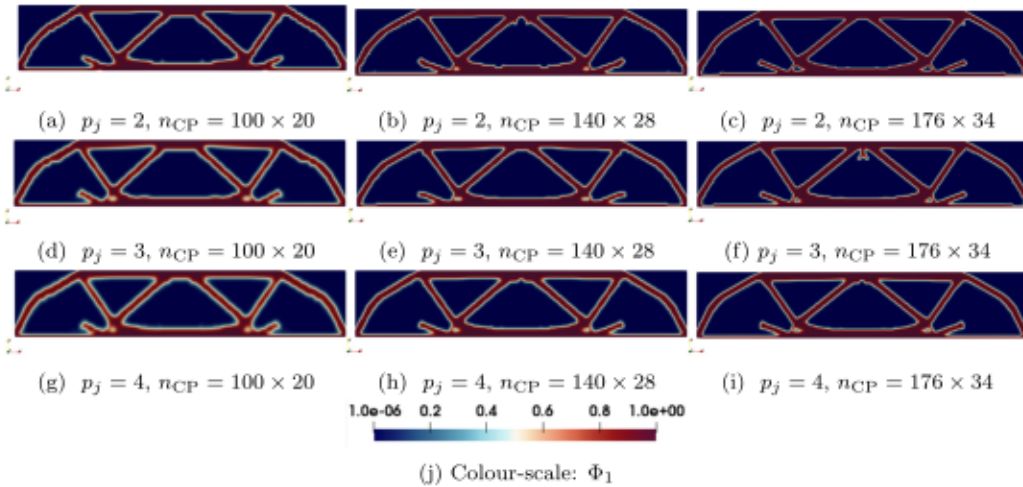 (a) p_j = 2, n_CP = 100 × 20 (b) p_j = 2, n_CP = 140 × 28 (c) p_j = 2, n_CP = 176 × 34
(d) p_j = 3, n_CP = 100 × 20 (e) p_j = 3, n_CP = 140 × 28 (f) p_j = 3, n_CP = 176 × 34
(g) p_j = 4, n_CP = 100 × 20 (h) p_j = 4, n_CP = 140 × 28 (i) p_j = 4, n_CP = 176 × 34
1.0e-06 0.2 0.4 0.6 0.8 1.0e+00
(j) Colour-scale: Φ₁